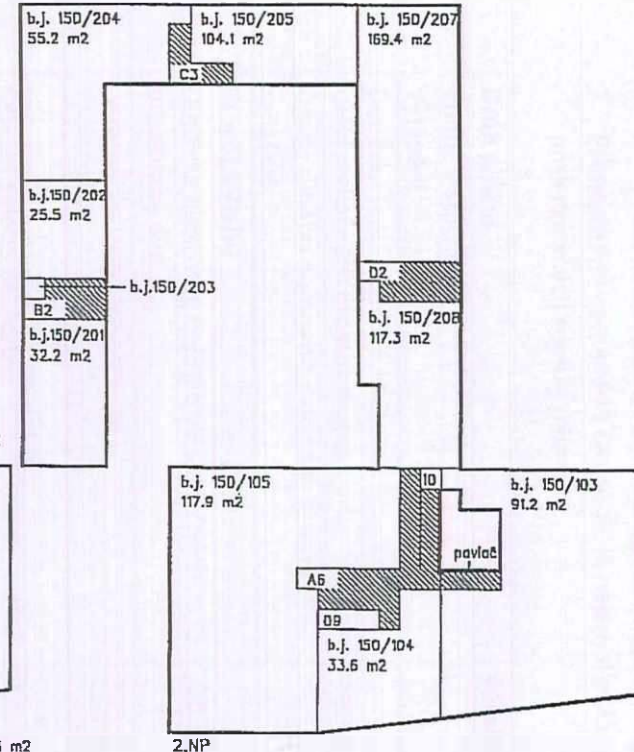 b.j. 150/204
55.2 m2
b.j. 150/205
104.1 m2
b.j. 150/207
169.4 m2
C3
b.j.150/202
25.5 m2
b.j.150/203
B2
b.j.150/201
32.2 m2
D2
b.j. 150/208
117.3 m2
b.j. 150/105
117.9 m2
10
b.j. 150/103
91.2 m2
pavlač
A6
09
b.j. 150/104
33.6 m2
m2
2.NP